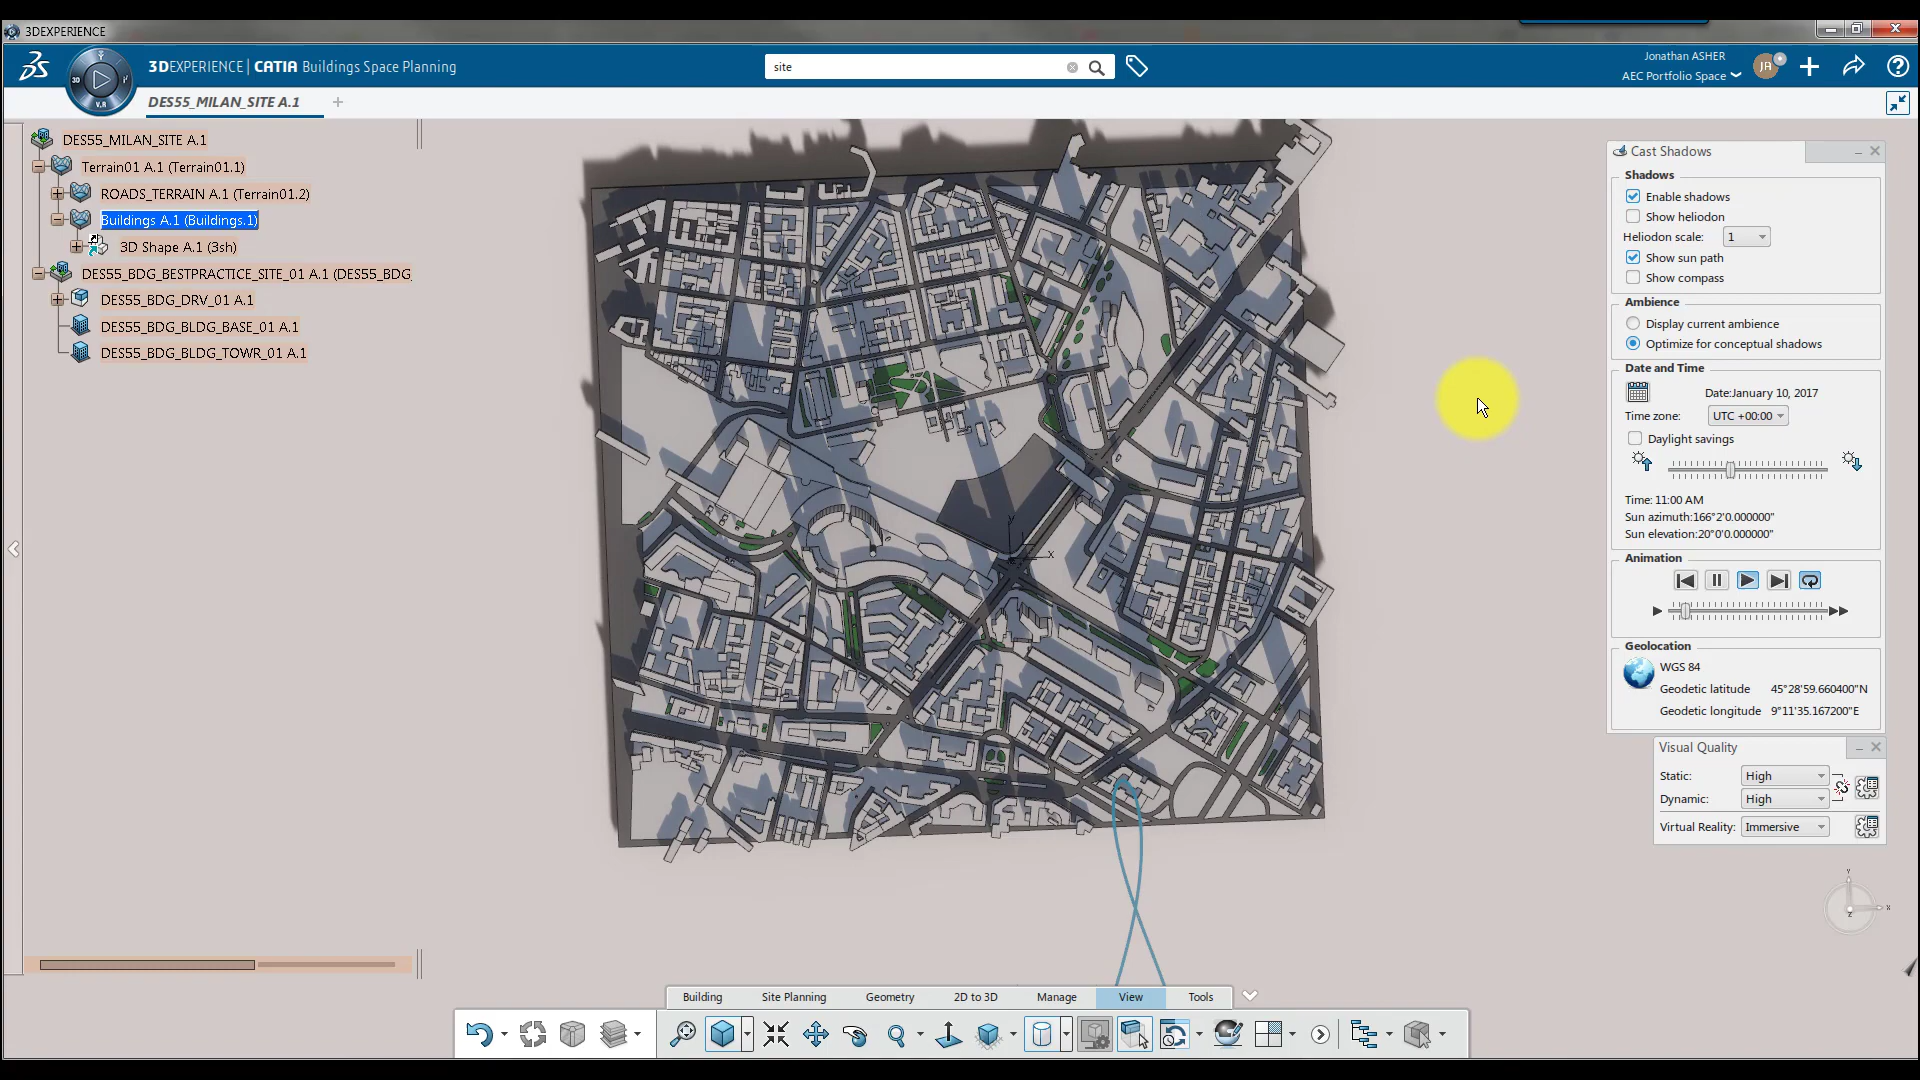 3DEXPERIENCE
3DEXPERIENCE | CATIA Buildings Space Planning
site
Jonathan ASHER
AEC Portfolio Space
JA
3D
V.R
DES55_MILAN_SITE A.1
DES55_MILAN_SITE A.1
Terrain01 A.1 (Terrain01.1)
ROADS_TERRAIN A.1 (Terrain01.2)
Buildings A.1 (Buildings.1)
3D Shape A.1 (3sh)
DES55_BDG_BESTPRACTICE_SITE_01 A.1 (DES55_BDG_
DES55_BDG_DRV_01 A.1
DES55_BDG_BLDG_BASE_01 A.1
DES55_BDG_BLDG_TOWR_01 A.1
Cast Shadows
Shadows
Enable shadows
Show heliodon
Heliodon scale: 1
Show sun path
Show compass
Ambience
Display current ambience
Optimize for conceptual shadows
Date and Time
Date:January 10, 2017
Time zone: UTC +00:00
Daylight savings
Time: 11:00 AM
Sun azimuth:166°2'0.000000"
Sun elevation:20°0'0.000000"
Animation
Geolocation
WGS 84
Geodetic latitude 45°28'59.660400"N
Geodetic longitude 9°11'35.167200"E
Visual Quality
Static: High
Dynamic: High
Virtual Reality: Immersive
Y
X
Y
X
Z
Building Site Planning Geometry 2D to 3D Manage View Tools